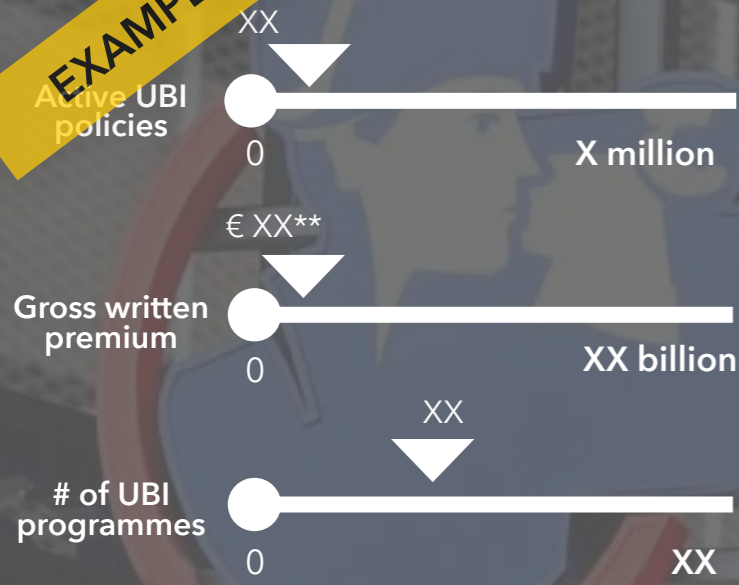 EXAMPL
XX
Active UBI
policies
0
X million
€ XX**
Gross written
premium
0
XX billion
XX
# of UBI
programmes
0
XX